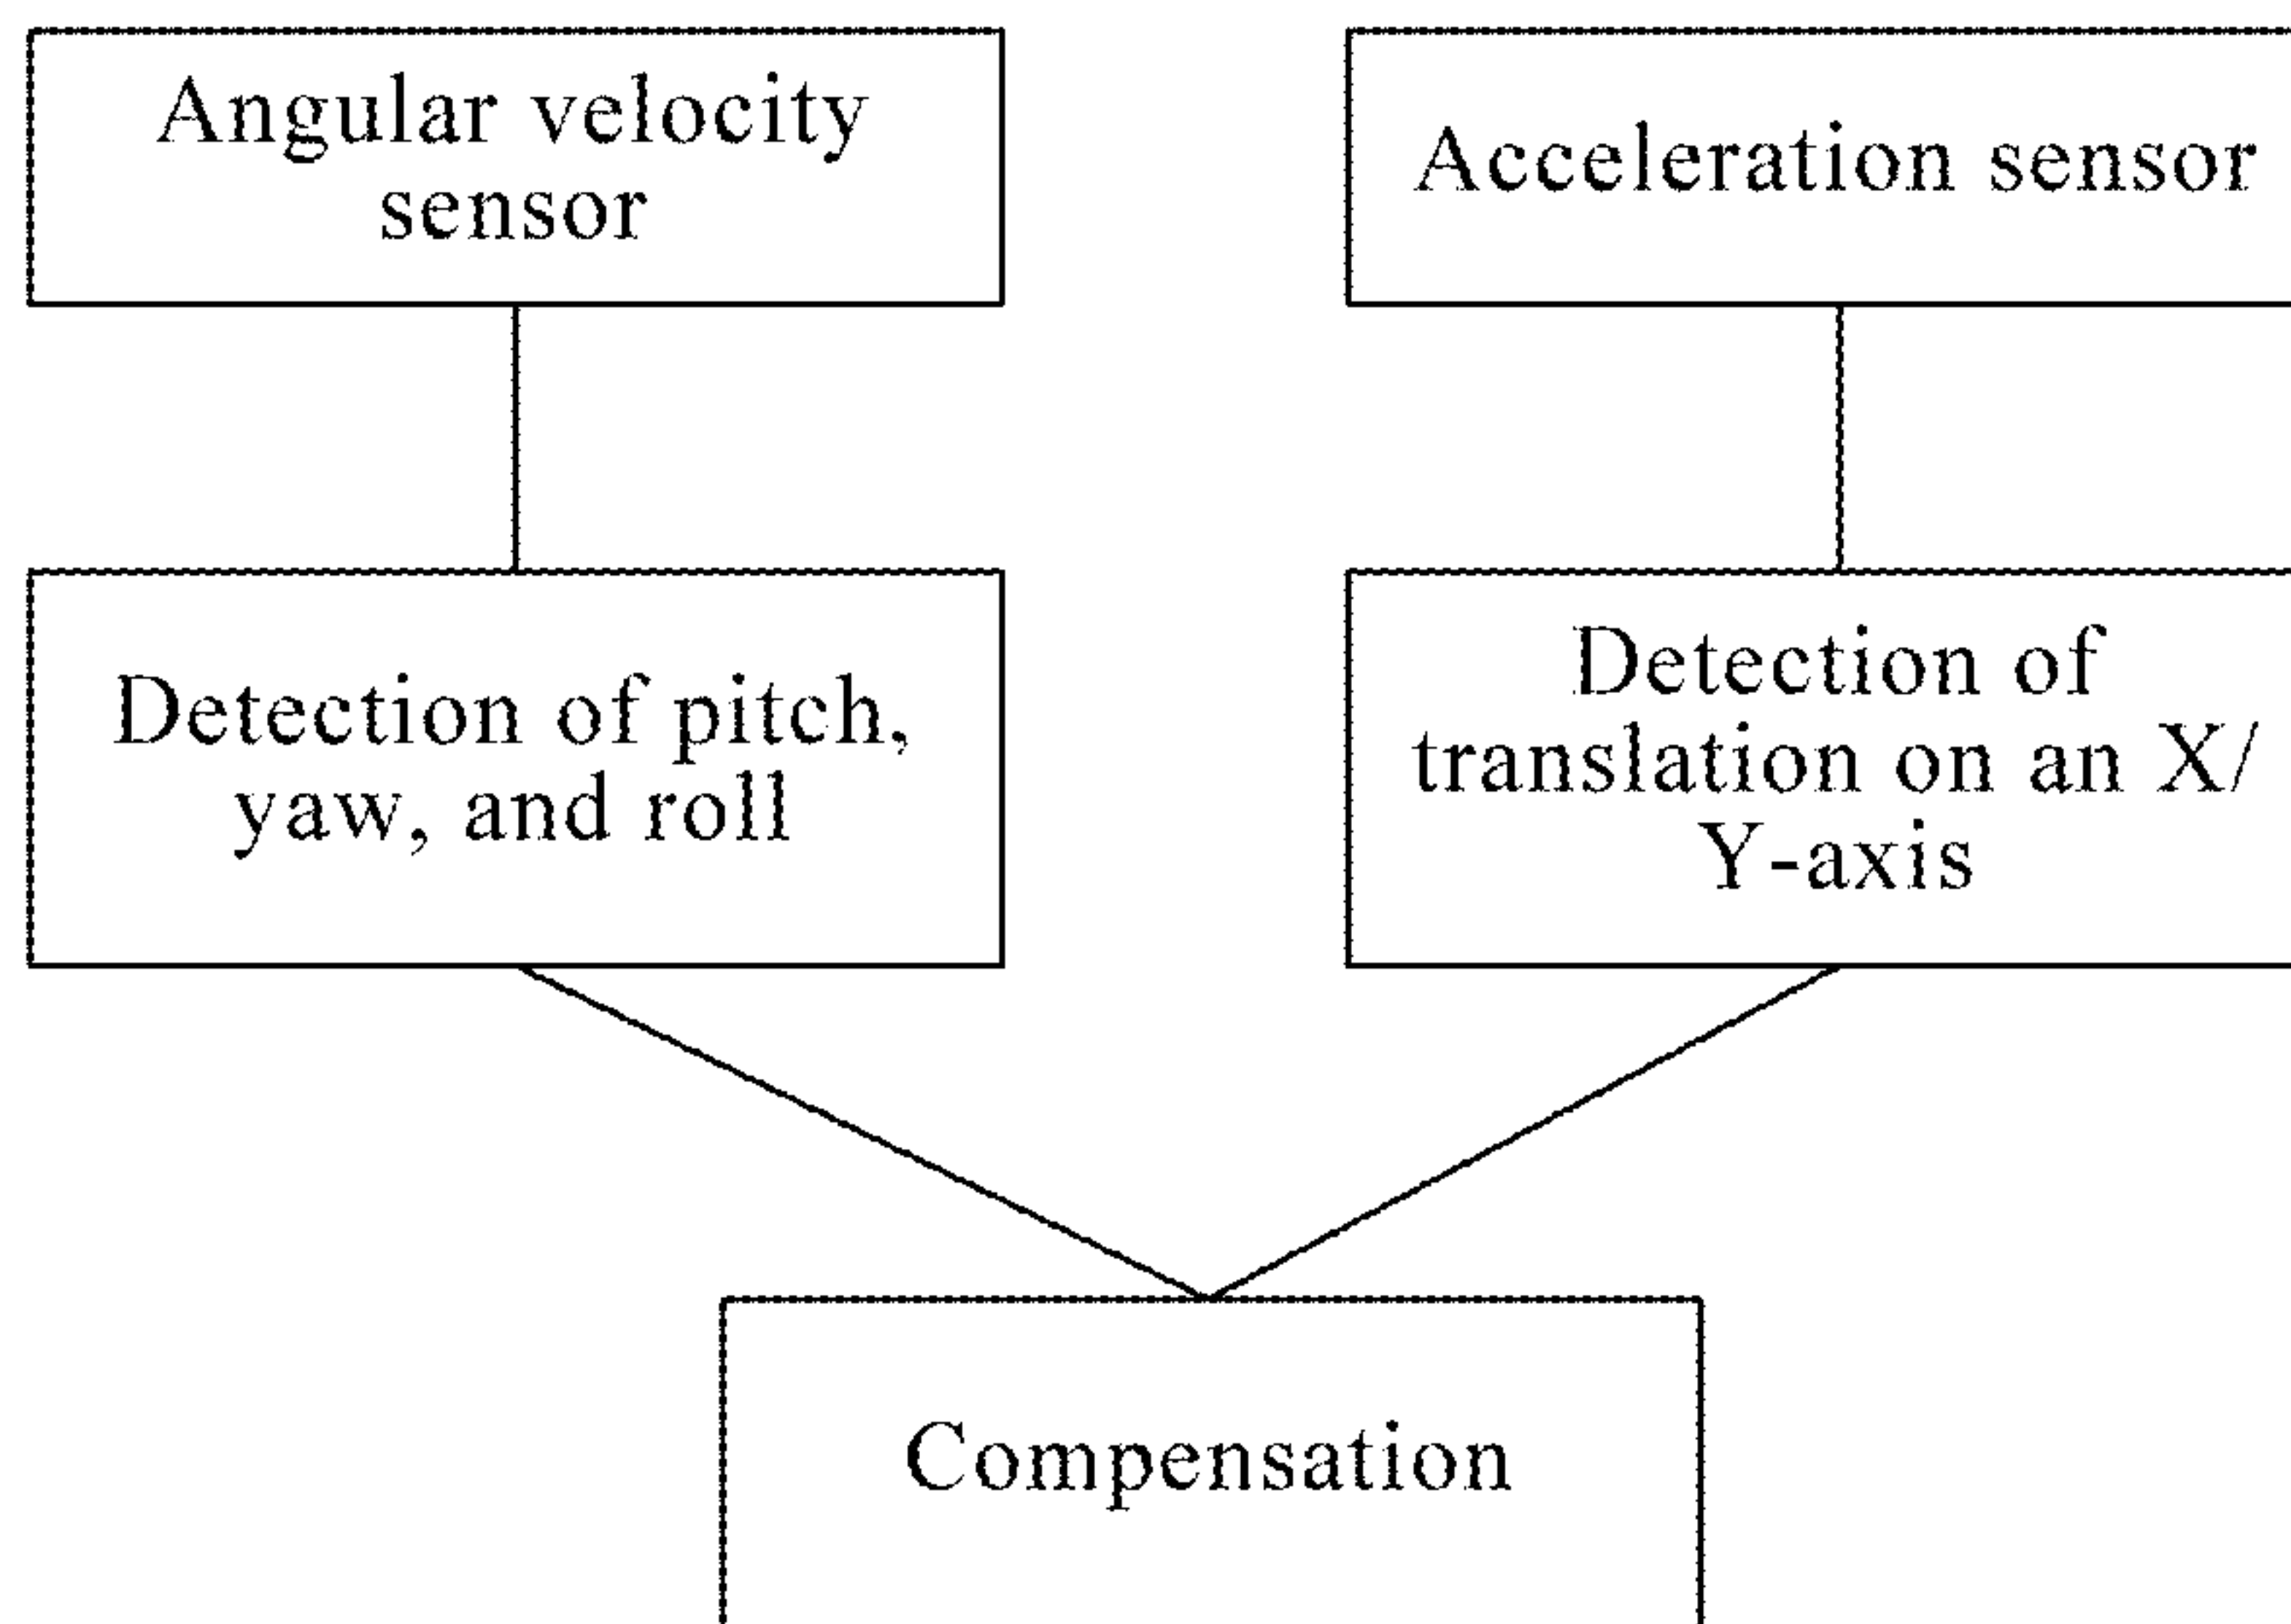 Angular velocity
sensor
Acceleration sensor
Detection of pitch,
yaw, and roll
Detection of
translation on an X/
Y-axis
Compensation